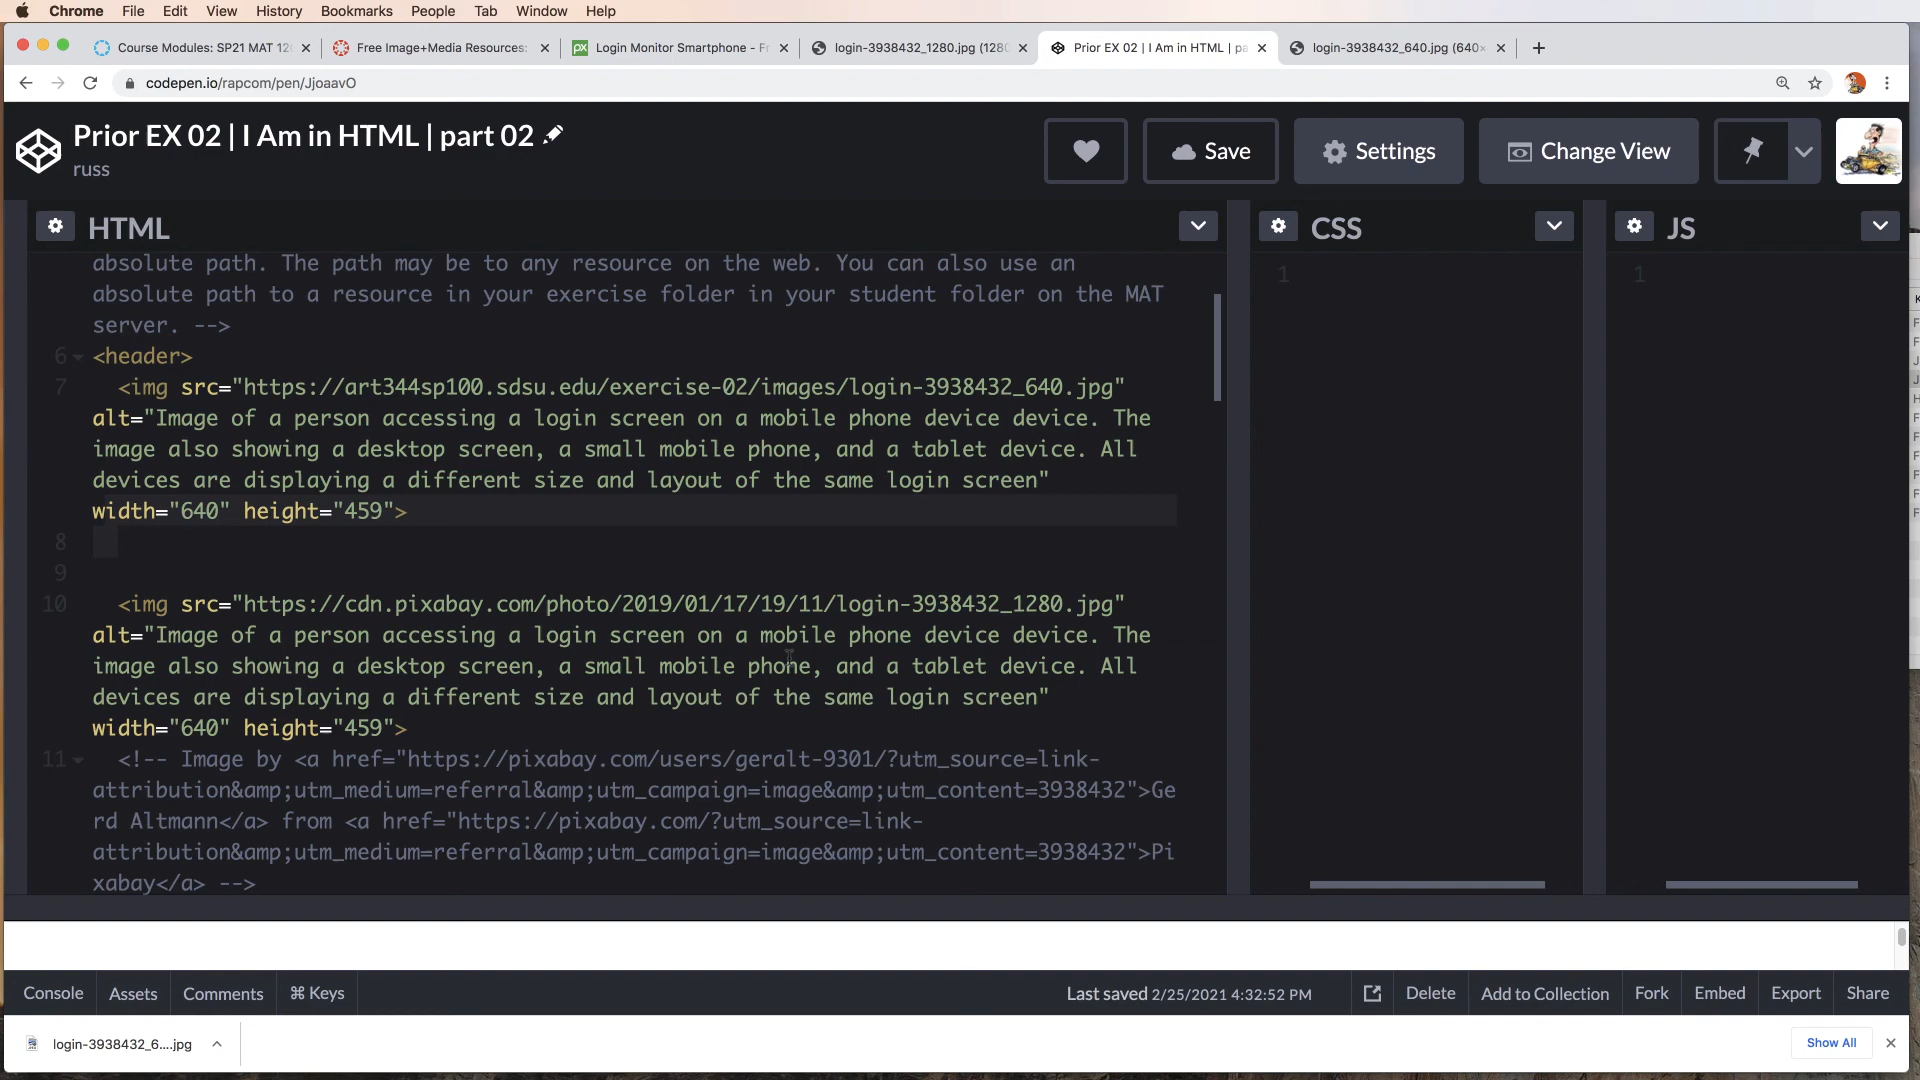 Chrome File Edit View History Bookmarks People Tab Window Help
Course Modules: SP21 MAT 12 Free Image+Media Resources: Login Monitor Smartphone - Fr login-3938432_1280.jpg (128 Prior EX 02 | I Am in HTML | pa login-3938432_640.jpg (640×
codepen.io/rapcom/pen/JjoaavO
Prior EX 02 | I Am in HTML | part 02
russ
Save Settings Change View
HTML CSS JS
absolute path. The path may be to any resource on the web. You can also use an
absolute path to a resource in your exercise folder in your student folder on the MAT
server. -->
6 <header>
7 <img src="https://art344sp100.sdsu.edu/exercise-02/images/login-3938432_640.jpg"
alt="Image of a person accessing a login screen on a mobile phone device device. The
image also showing a desktop screen, a small mobile phone, and a tablet device. All
devices are displaying a different size and layout of the same login screen"
width="640" height="459">
8
9
10 <img src="https://cdn.pixabay.com/photo/2019/01/17/19/11/login-3938432_1280.jpg"
alt="Image of a person accessing a login screen on a mobile phone device device. The
image also showing a desktop screen, a small mobile phone, and a tablet device. All
devices are displaying a different size and layout of the same login screen"
width="640" height="459">
11 <!-- Image by <a href="https://pixabay.com/users/geralt-9301/?utm_source=link-
attribution&amp;utm_medium=referral&amp;utm_campaign=image&amp;utm_content=3938432">Ge
rd Altmann</a> from <a href="https://pixabay.com/?utm_source=link-
attribution&amp;utm_medium=referral&amp;utm_campaign=image&amp;utm_content=3938432">Pi
xabay</a> -->
1
1
Console Assets Comments ⌘ Keys Last saved 2/25/2021 4:32:52 PM Delete Add to Collection Fork Embed Export Share
login-3938432_6....jpg Show All